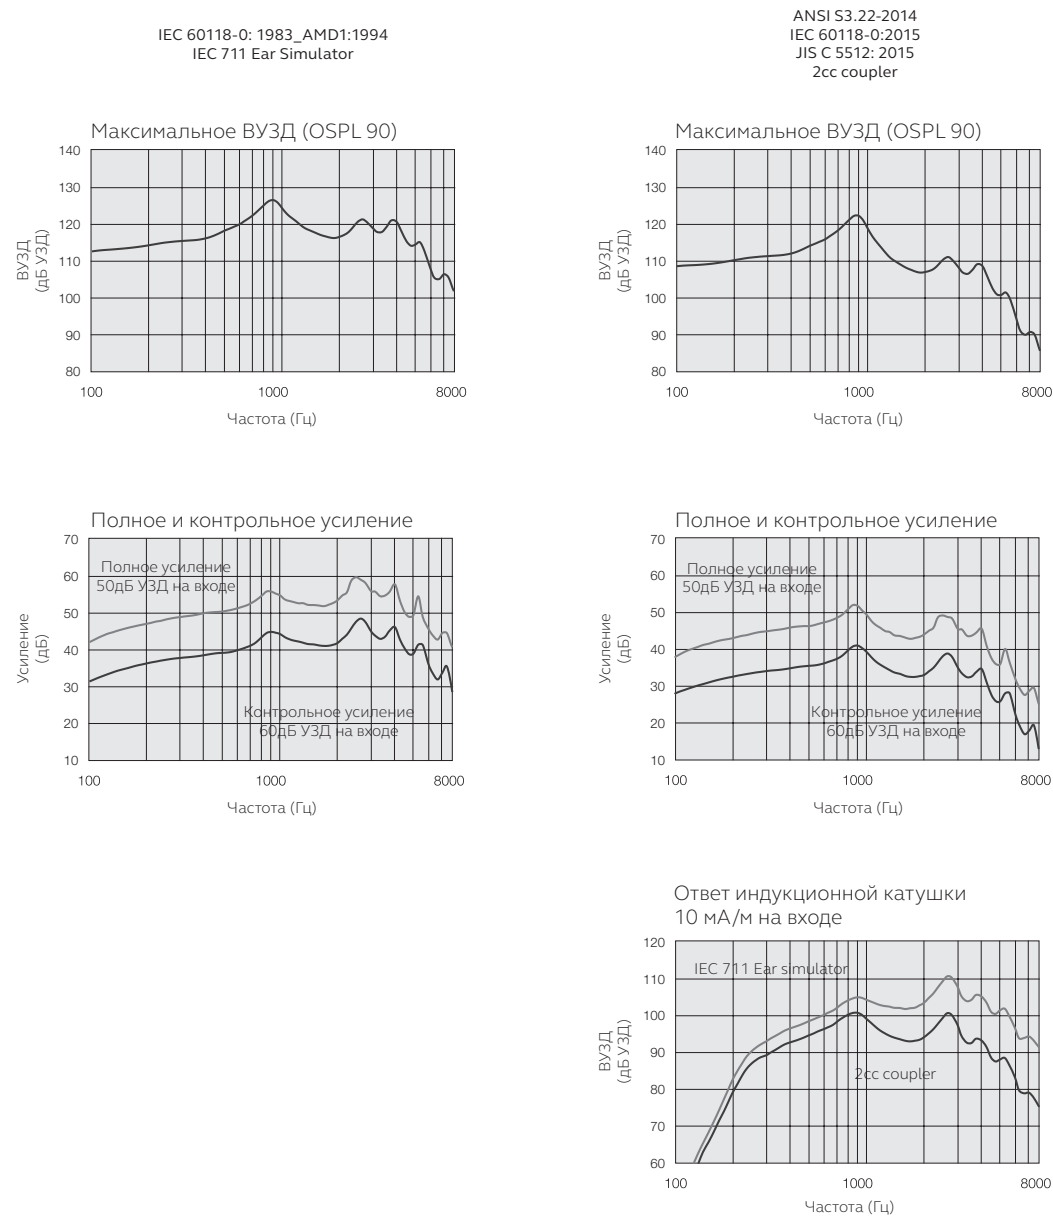 IEC 60118-0: 1983_AMD1:1994
IEC 711 Ear Simulator
ANSI S3.22-2014
IEC 60118-0:2015
JIS C 5512: 2015
2cc coupler
Максимальное ВУЗД (OSPL 90)
140
130
120
110
100
90
80
ВУЗД
(дБ УЗД)
100
1000
8000
Частота (Гц)
Максимальное ВУЗД (OSPL 90)
140
130
120
110
100
90
80
ВУЗД
(дБ УЗД)
100
1000
8000
Частота (Гц)
Полное и контрольное усиление
70
60
50
40
30
20
10
Усиление
(дБ)
Полное усиление
50дБ УЗД на входе
Контрольное усиление
60дБ УЗД на входе
100
1000
8000
Частота (Гц)
Полное и контрольное усиление
70
60
50
40
30
20
10
Усиление
(дБ)
Полное усиление
50дБ УЗД на входе
Контрольное усиление
60дБ УЗД на входе
100
1000
8000
Частота (Гц)
Ответ индукционной катушки
10 мА/м на входе
120
110
100
90
80
70
60
ВУЗД
(дБ УЗД)
IEC 711 Ear simulator
2cc coupler
100
1000
8000
Частота (Гц)